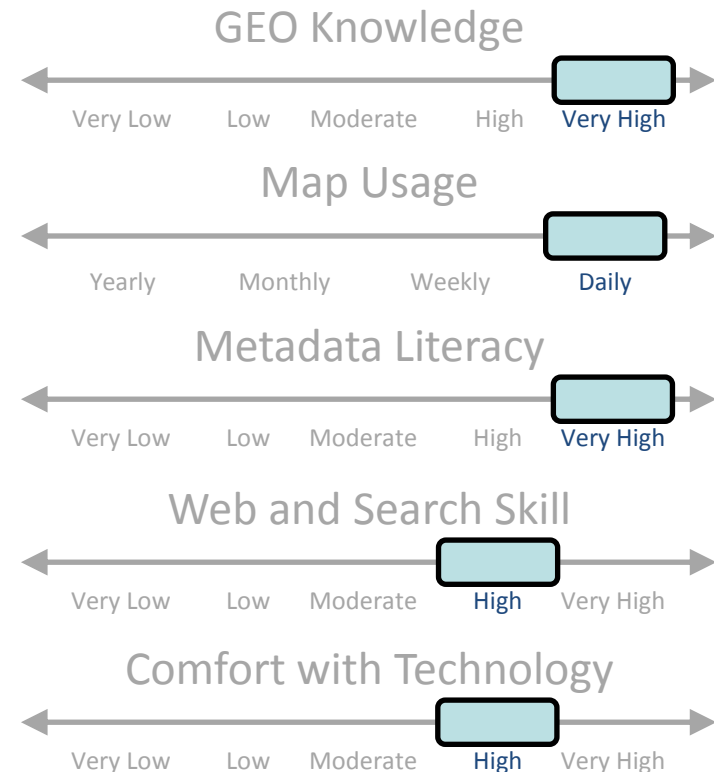 GEO Knowledge
Very Low Low Moderate High Very High
Map Usage
Yearly Monthly Weekly Daily
Metadata Literacy
Very Low Low Moderate High Very High
Web and Search Skill
Very Low Low Moderate High Very High
Comfort with Technology
Very Low Low Moderate High Very High